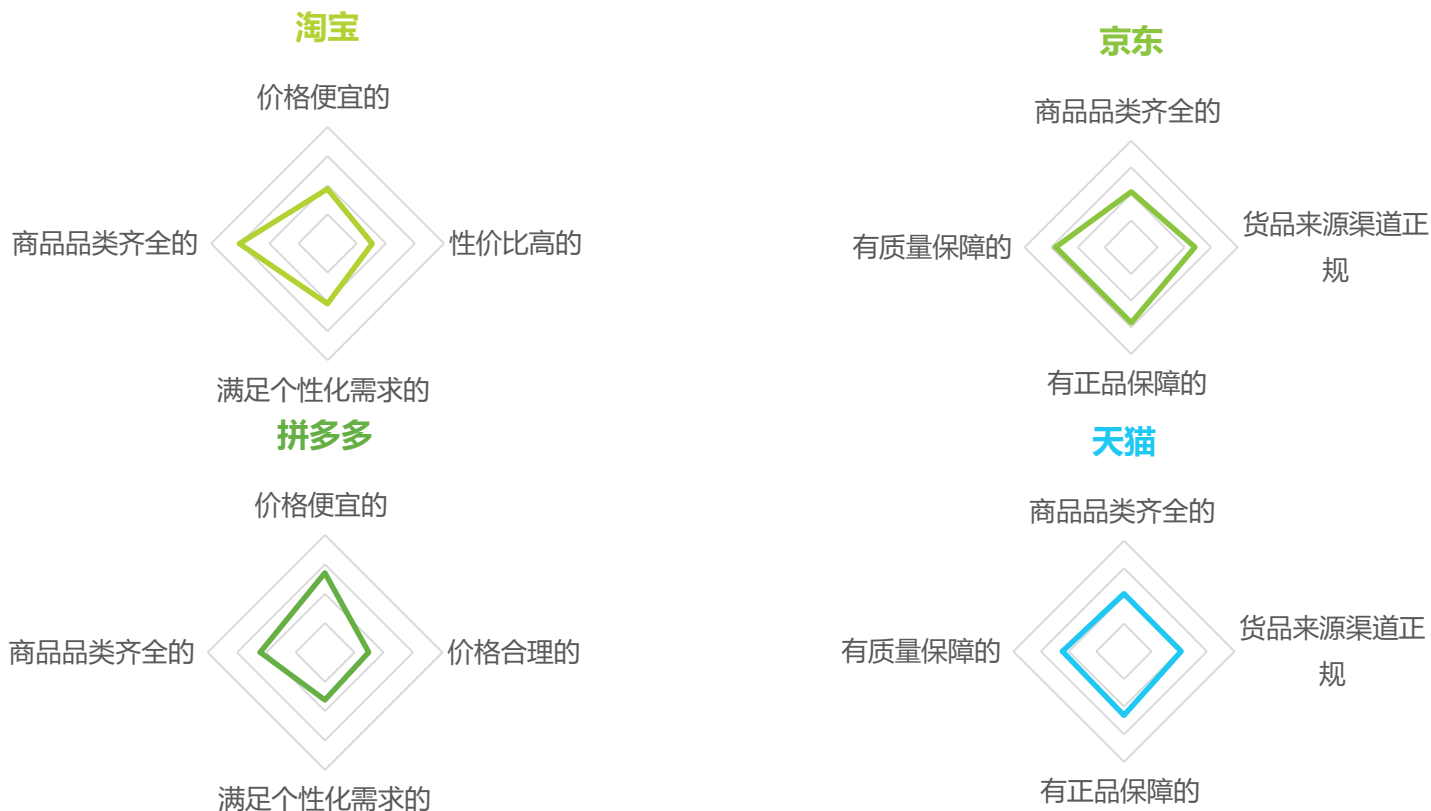 淘宝
价格便宜的
商品品类齐全的
性价比高的
满足个性化需求的
京东
商品品类齐全的
有质量保障的
货品来源渠道正
规
有正品保障的
拼多多
价格便宜的
商品品类齐全的
价格合理的
满足个性化需求的
天猫
商品品类齐全的
有质量保障的
货品来源渠道正
规
有正品保障的